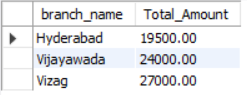 branch_name Total_Amount
Hyderabad 19500.00
Vijayawada 24000.00
Vizag 27000.00